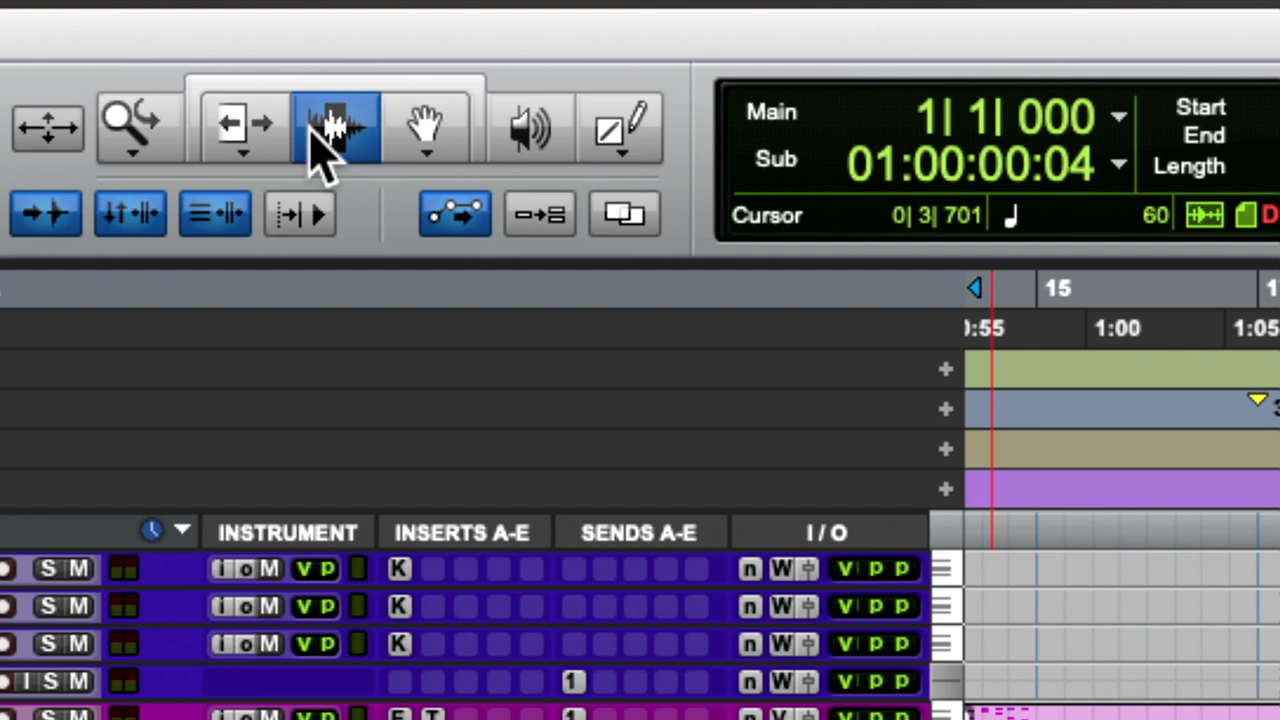 Main 1| 1| 000 Start
End
Sub 01:00:00:04 Length
Cursor 0| 3| 701 60 D
15
:55 1:00 1:05
INSTRUMENT INSERTS A-E SENDS A-E I / O
S M i o M v p K n W v p p
S M i o M v p K n W v p p
S M i o M v p K n W v p p
I S M 1 n W v p p